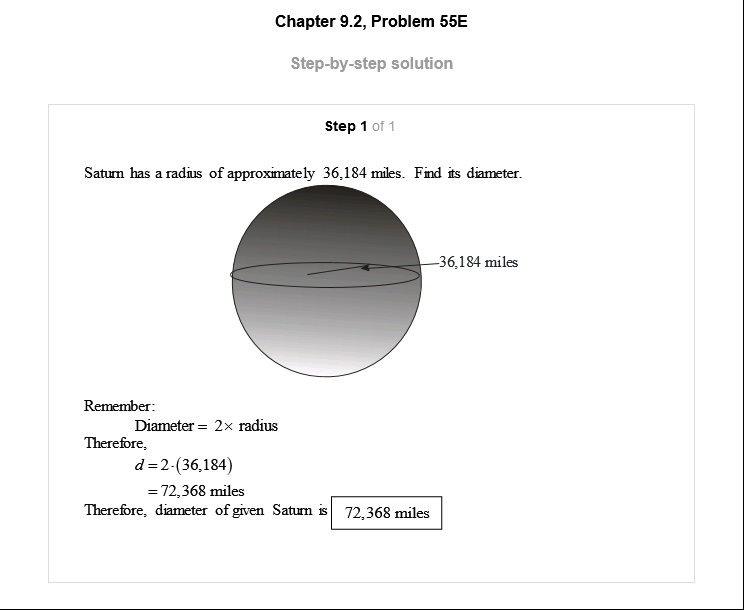 Chapter 9.2, Problem 55E
Step-by-step solution
Step 1 of 1
Saturn has a radius of approximately 36,184 miles. Find its diameter.
36,184 miles
Remember:
Diameter = 2× radius
Therefore,
d = 2·(36,184)
= 72,368 miles
Therefore, diameter of given Saturn is 72,368 miles